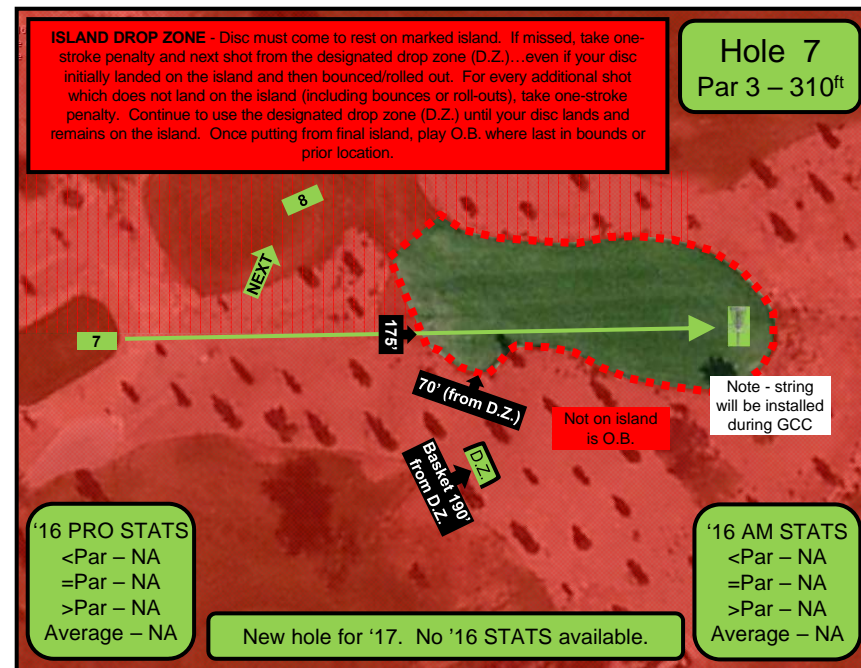 ISLAND DROP ZONE - Disc must come to rest on marked island. If missed, take one-
stroke penalty and next shot from the designated drop zone (D.Z.)…even if your disc
initially landed on the island and then bounced/rolled out. For every additional shot
which does not land on the island (including bounces or roll-outs), take one-stroke
penalty. Continue to use the designated drop zone (D.Z.) until your disc lands and
remains on the island. Once putting from final island, play O.B. where last in bounds or
prior location.
Hole 7
Par 3 – 310ft
8
NEXT
7
175'
70' (from D.Z.)
Note - string
will be installed
during GCC
Not on island
is O.B.
D.Z.
Basket 190'
from D.Z.
'16 PRO STATS
<Par – NA
=Par – NA
>Par – NA
Average – NA
New hole for '17. No '16 STATS available.
'16 AM STATS
<Par – NA
=Par – NA
>Par – NA
Average – NA